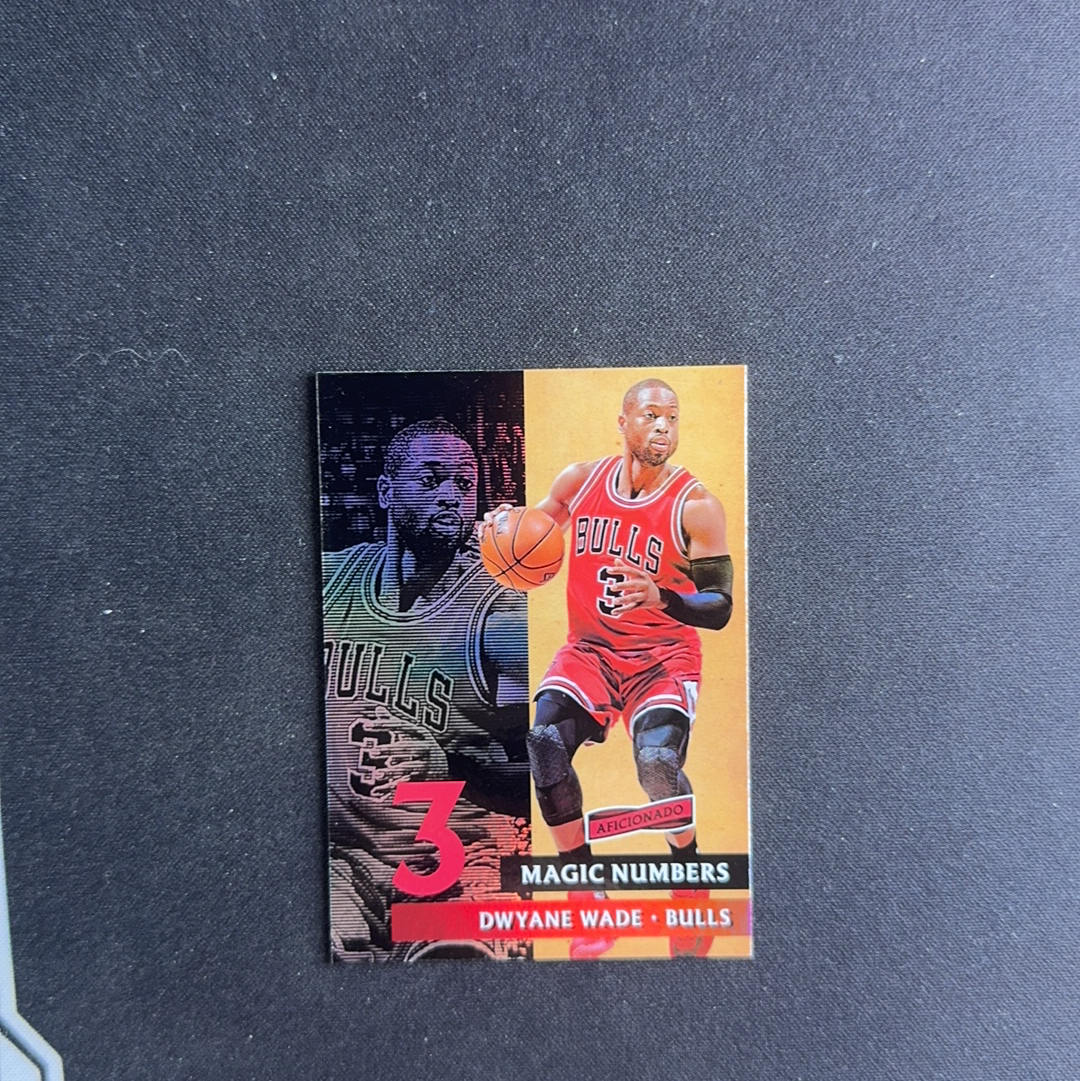 BULLS
3
BULLS
3
3
AFICIONADO
MAGIC NUMBERS
DWYANE WADE · BULLS